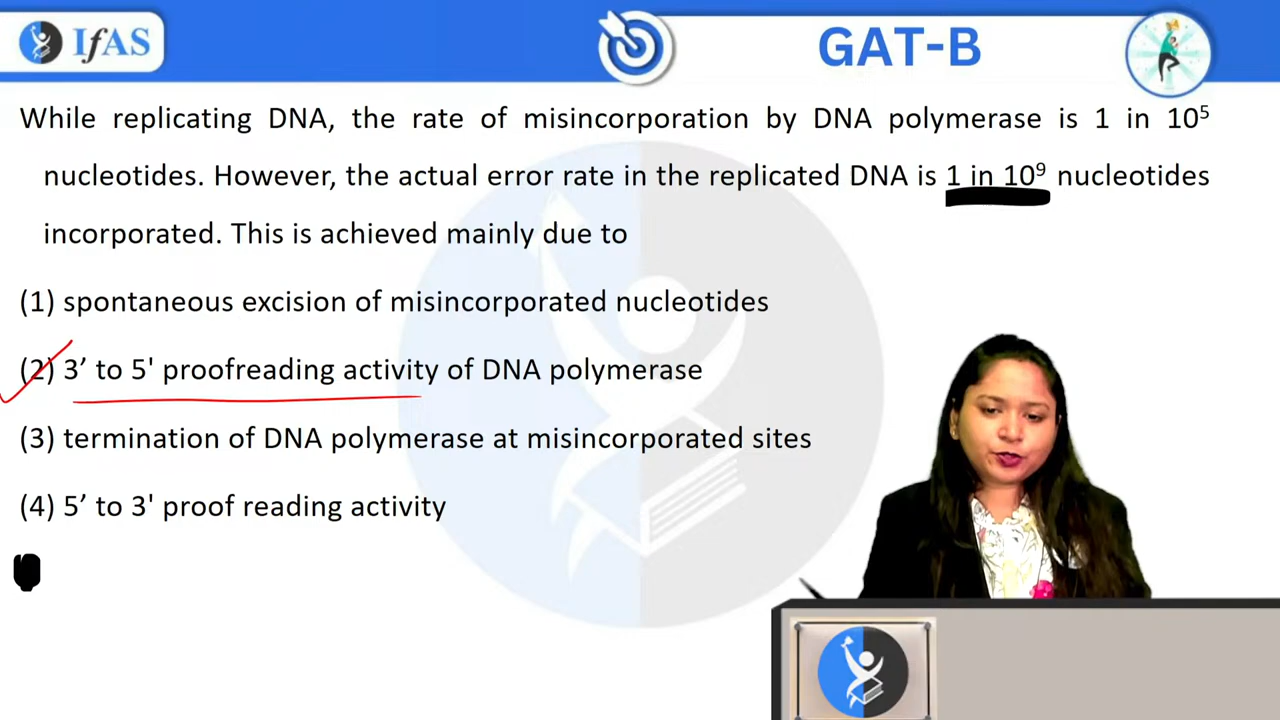 IfAS
GAT-B
While replicating DNA, the rate of misincorporation by DNA polymerase is 1 in 10⁵
nucleotides. However, the actual error rate in the replicated DNA is 1 in 10⁹ nucleotides
incorporated. This is achieved mainly due to
(1) spontaneous excision of misincorporated nucleotides
(2) 3’ to 5' proofreading activity of DNA polymerase
(3) termination of DNA polymerase at misincorporated sites
(4) 5’ to 3' proof reading activity